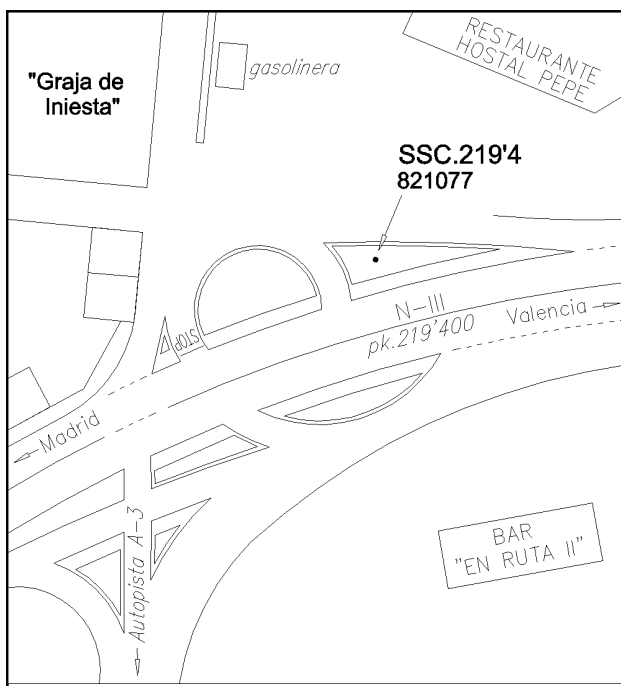 RESTAURANTE
HOSTAL PEPE
gasolinera
"Graja de
Iniesta"
SSC.219'4
821077
N-III
pk.219'400
Valencia
STOP
Madrid
Autopista A-3
BAR
"EN RUTA II"